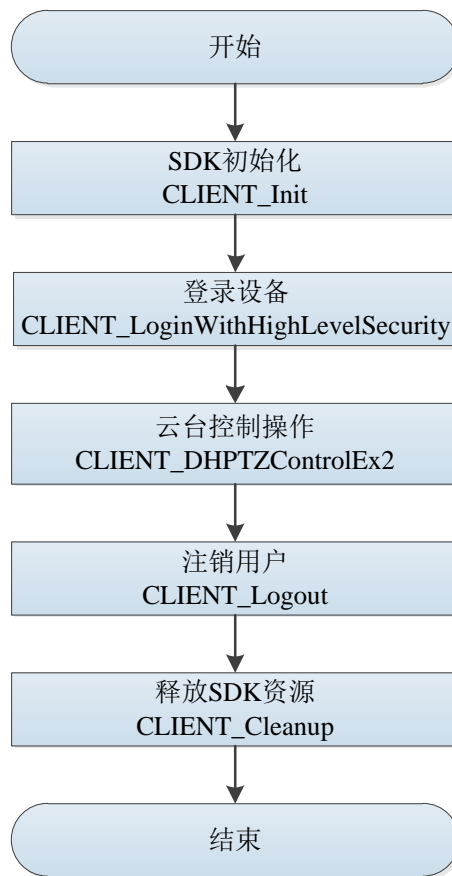 开始
SDK初始化
CLIENT_Init
登录设备
CLIENT_LoginWithHighLevelSecurity
云台控制操作
CLIENT_DHPTZControlEx2
注销用户
CLIENT_Logout
释放SDK资源
CLIENT_Cleanup
结束